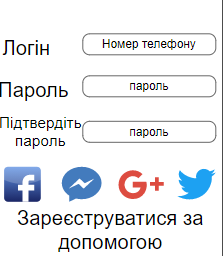 Логін Номер телефону
Пароль пароль
Підтвердіть
пароль пароль
f G+
Зареєструватися за
допомогою